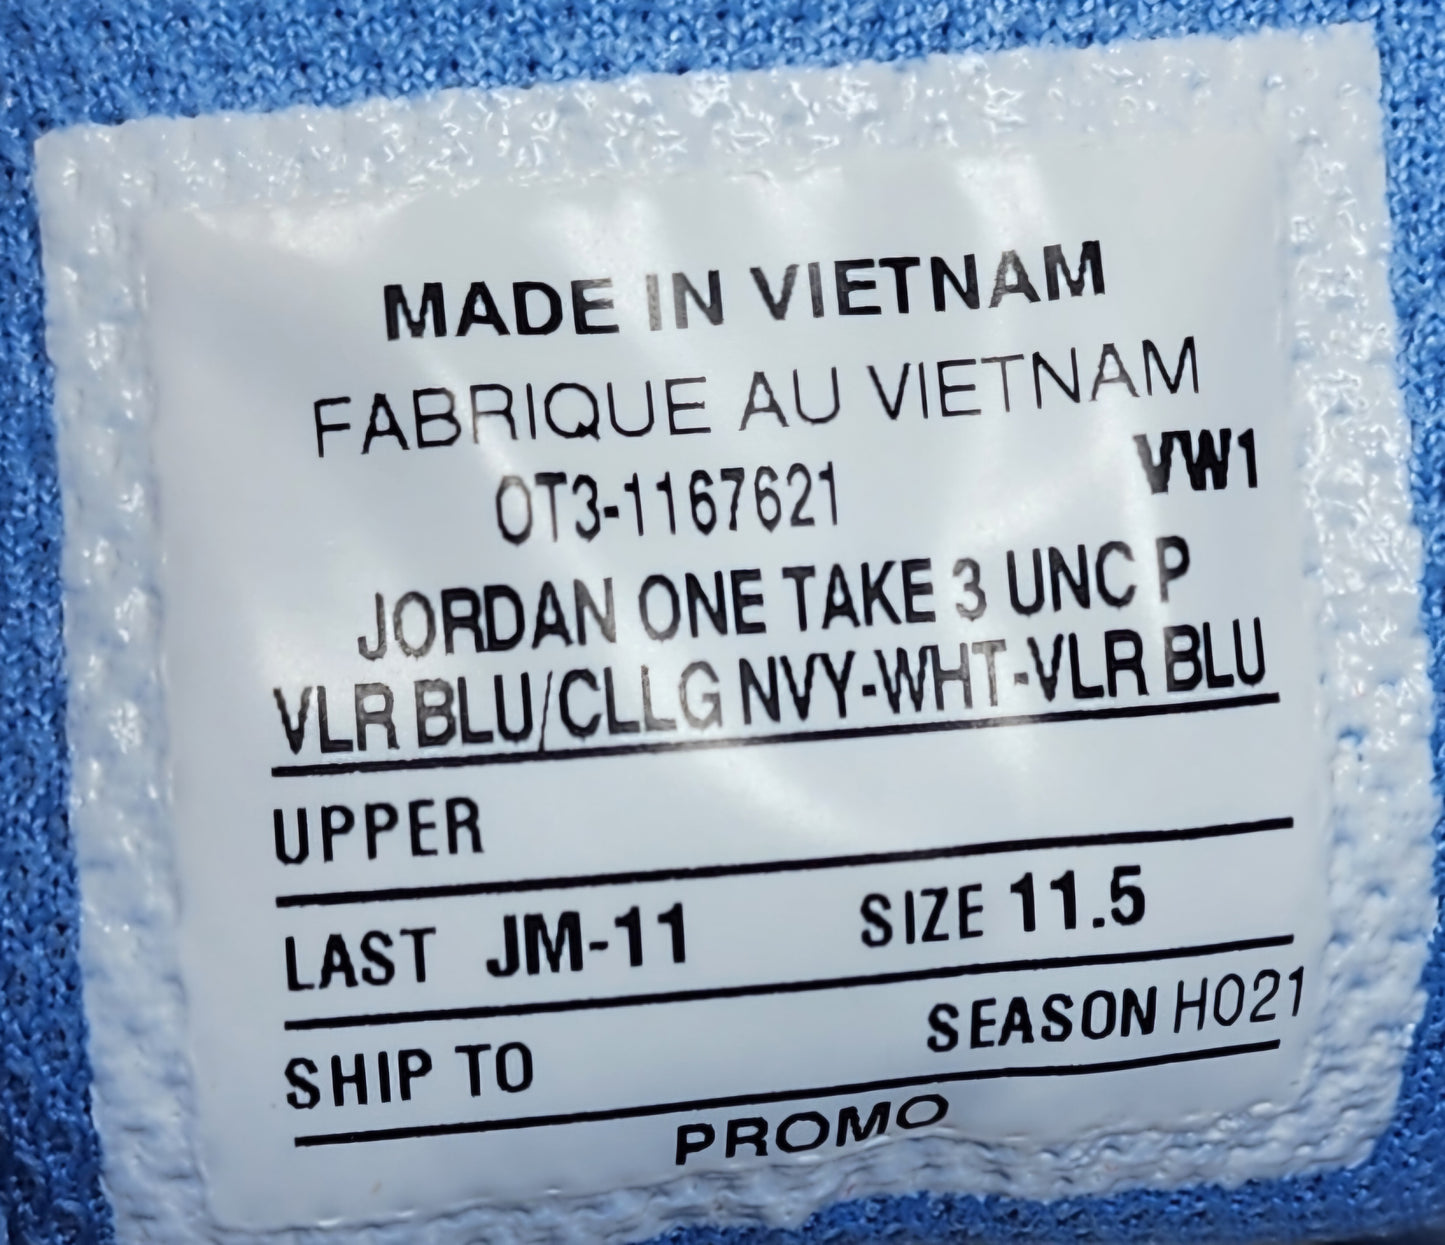 MADE IN VIETNAM
FABRIQUE AU VIETNAM
OT3-1167621 VW1
JORDAN ONE TAKE 3 UNC P
VLR BLU/CLLG NVY-WHT-VLR BLU
UPPER
LAST JM-11 SIZE 11.5
SHIP TO SEASON HO21
PROMO